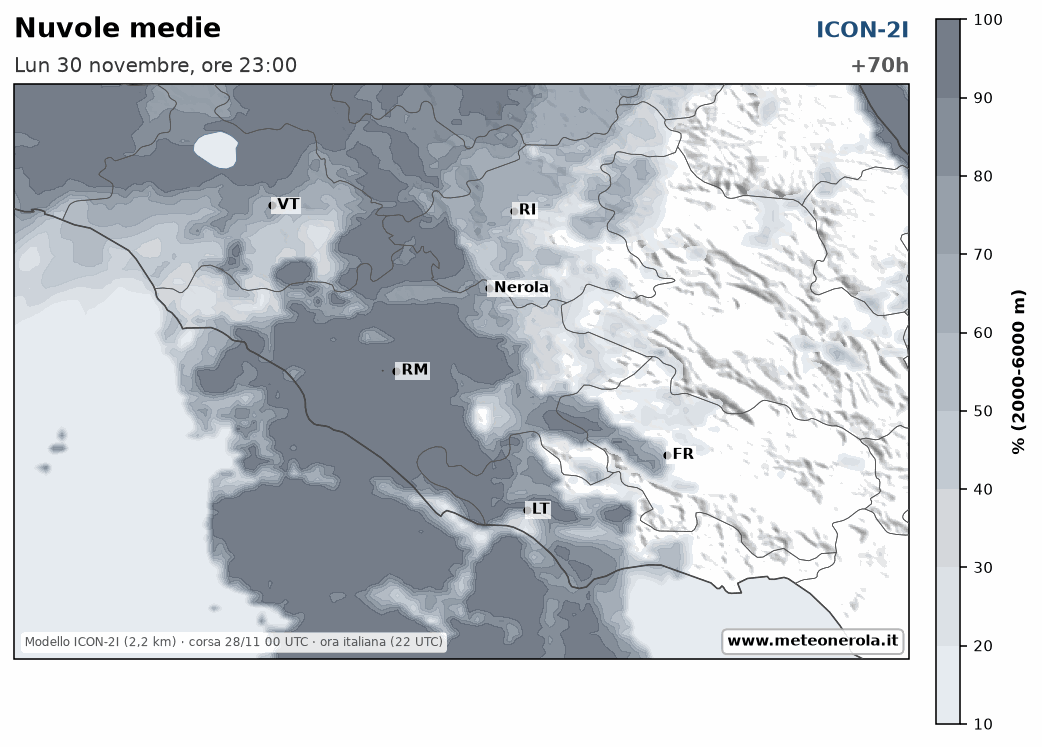 Nuvole medie
ICON-2I
Lun 30 novembre, ore 23:00
+70h
VT
RI
Nerola
RM
FR
LT
Modello ICON-2I (2,2 km) · corsa 28/11 00 UTC · ora italiana (22 UTC)
www.meteonerola.it
100
90
80
70
60
50
40
30
20
10
% (2000-6000 m)